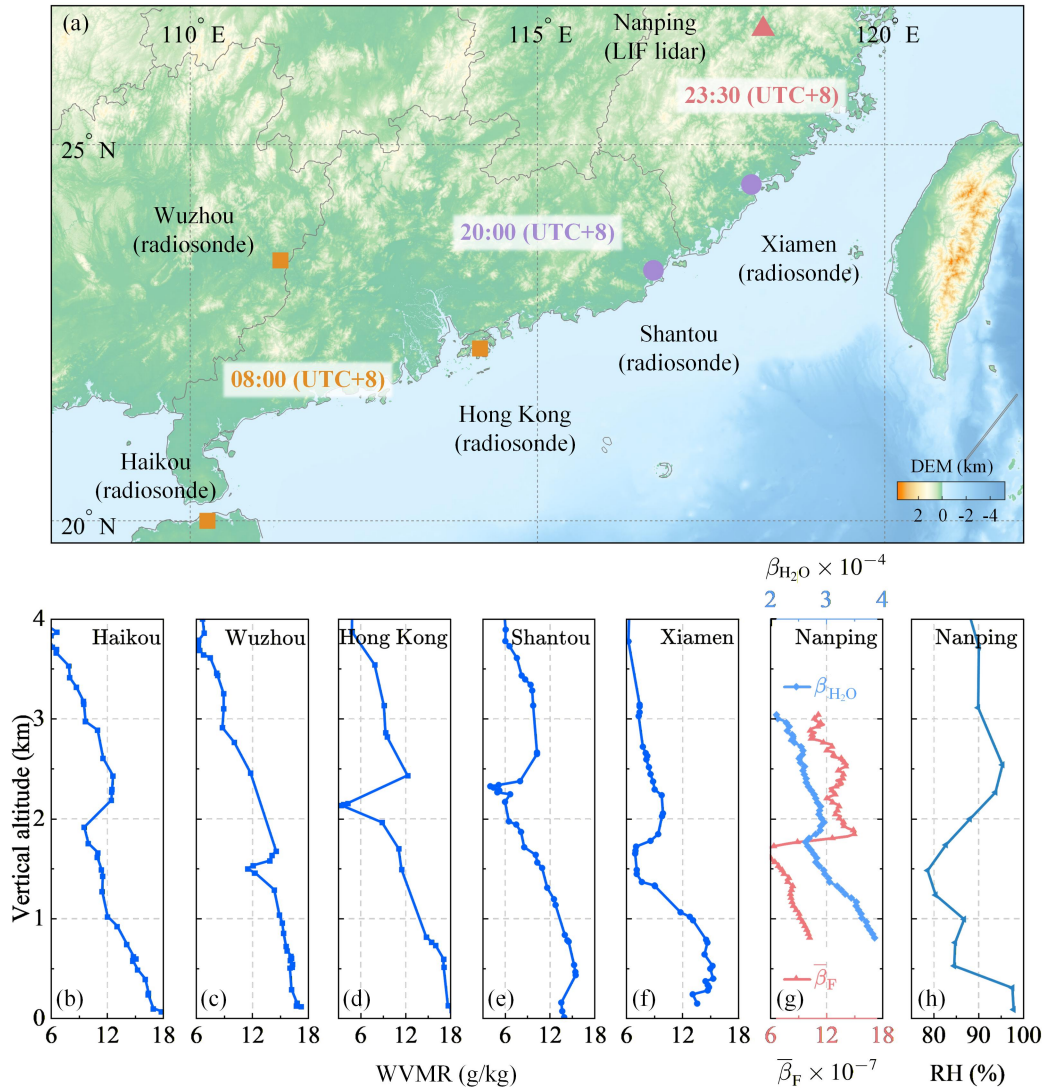 (a)
110° E
115° E
120° E
Nanping
(LIF lidar)
23:30 (UTC+8)
25° N
Wuzhou
(radiosonde)
20:00 (UTC+8)
Xiamen
(radiosonde)
Shantou
(radiosonde)
08:00 (UTC+8)
Hong Kong
(radiosonde)
Haikou
(radiosonde)
DEM (km)
2 0 -2 -4
20° N
β_H₂O × 10⁻⁴
2 3 4
4
3
2
1
0
Vertical altitude (km)
Haikou
Wuzhou
Hong Kong
Shantou
Xiamen
Nanping
Nanping
β_H₂O
β̅_F
(b)
(c)
(d)
(e)
(f)
(g)
(h)
6 12 18
6 12 18
6 12 18
6 12 18
6 12 18
6 12 18
80 90 100
WVMR (g/kg)
β̅_F × 10⁻⁷
RH (%)